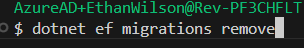 AzureAD+EthanWilson@Rev-PF3CHFLT
$ dotnet ef migrations remove